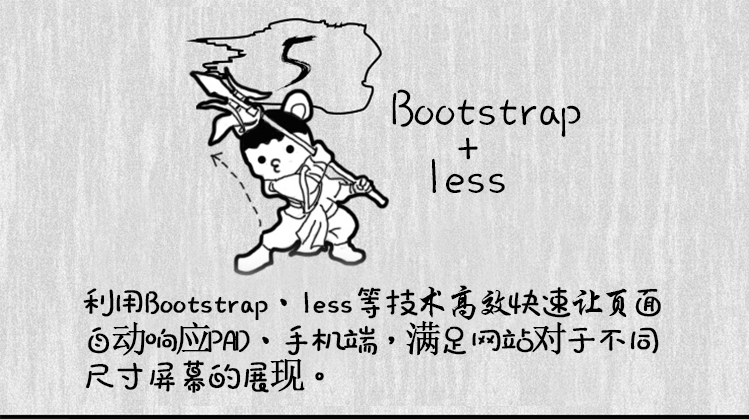 5
Bootstrap
+
less
利用Bootstrap、less等技术高效快速让页面
自动响应PAD、手机端，满足网站对于不同
尺寸屏幕的展现。